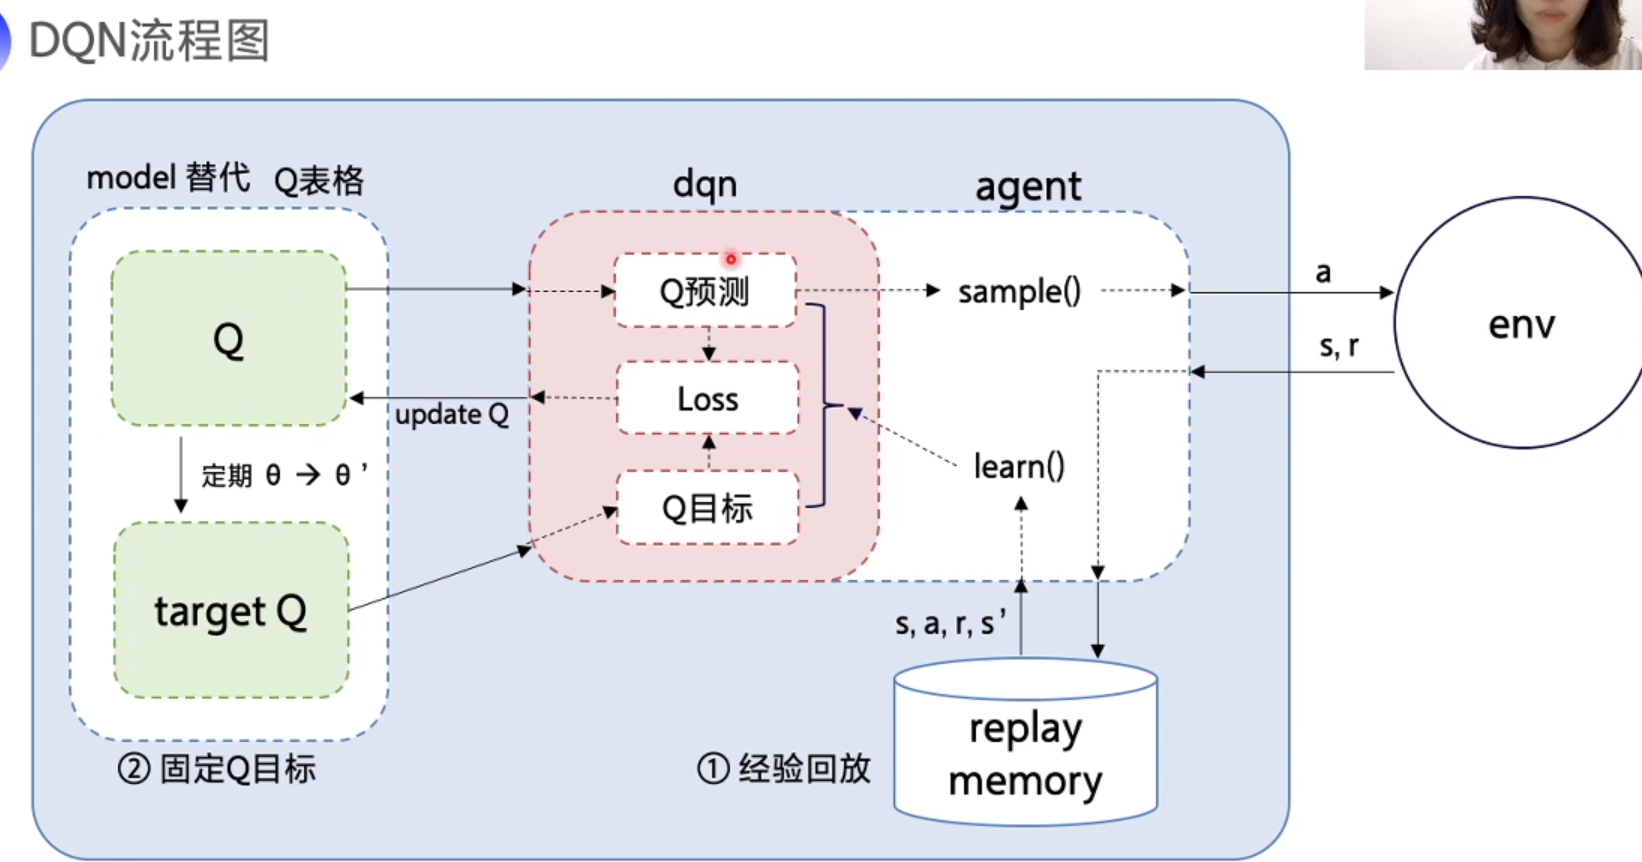 DQN流程图
model 替代 Q表格
dqn
agent
Q
Q预测
sample()
a
env
s, r
Loss
update Q
learn()
定期 θ → θ’
Q目标
target Q
s, a, r, s’
replay
memory
② 固定Q目标
① 经验回放